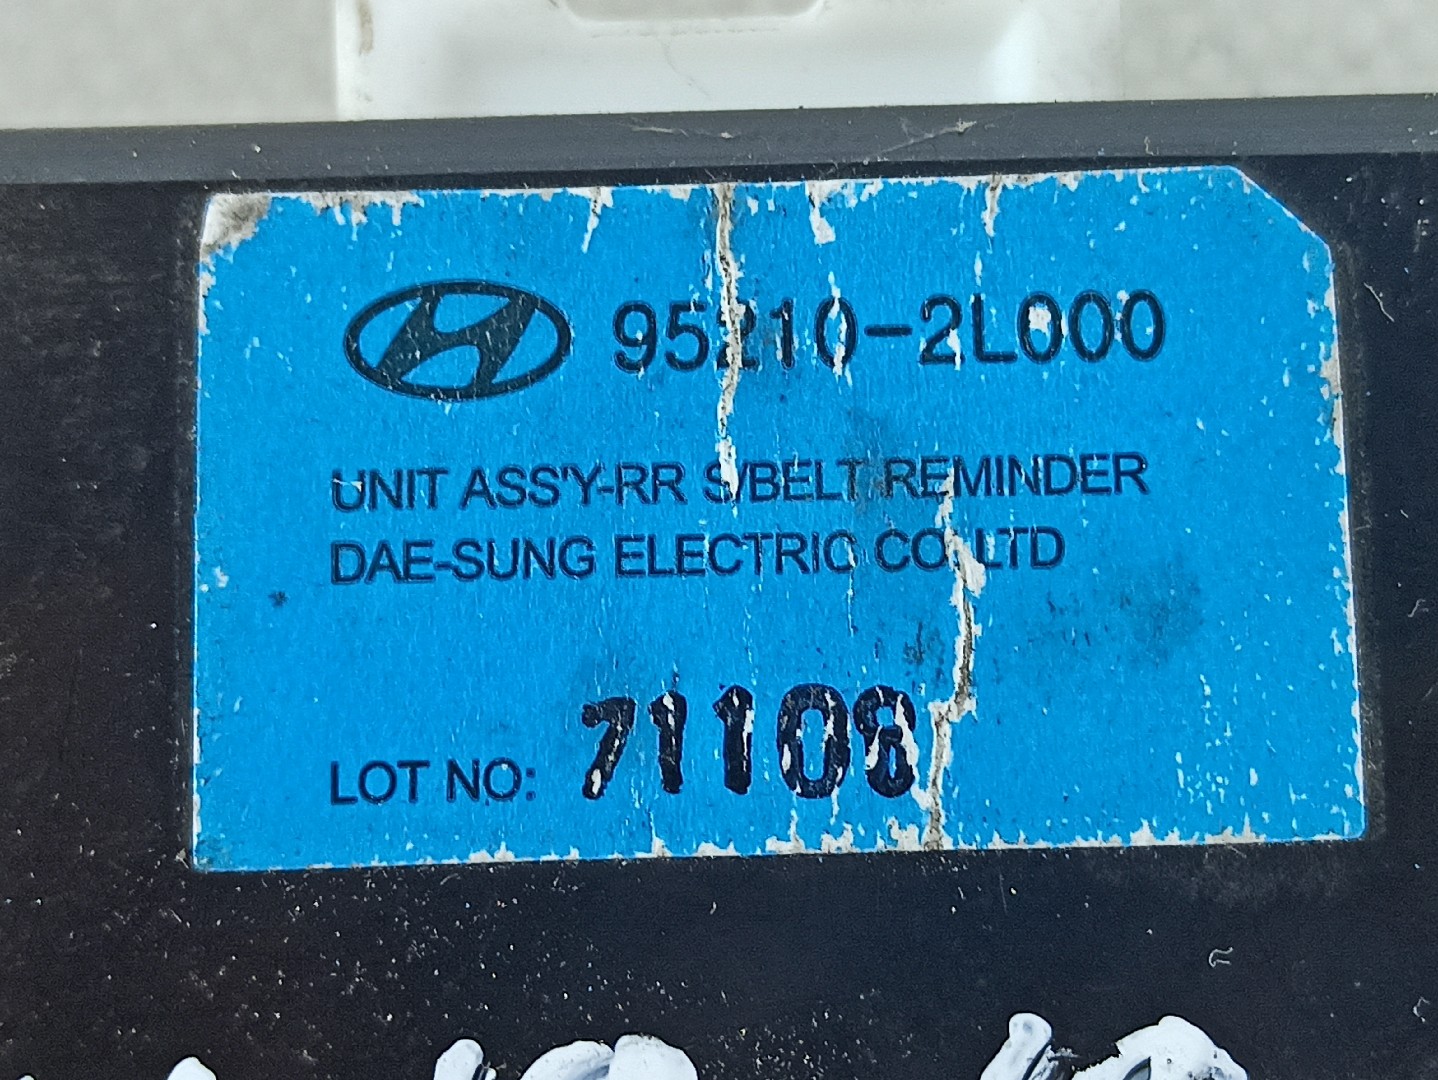 95210-2L000
UNIT ASS'Y-RR S/BELT REMINDER
DAE-SUNG ELECTRIC CO. LTD
LOT NO: 71108